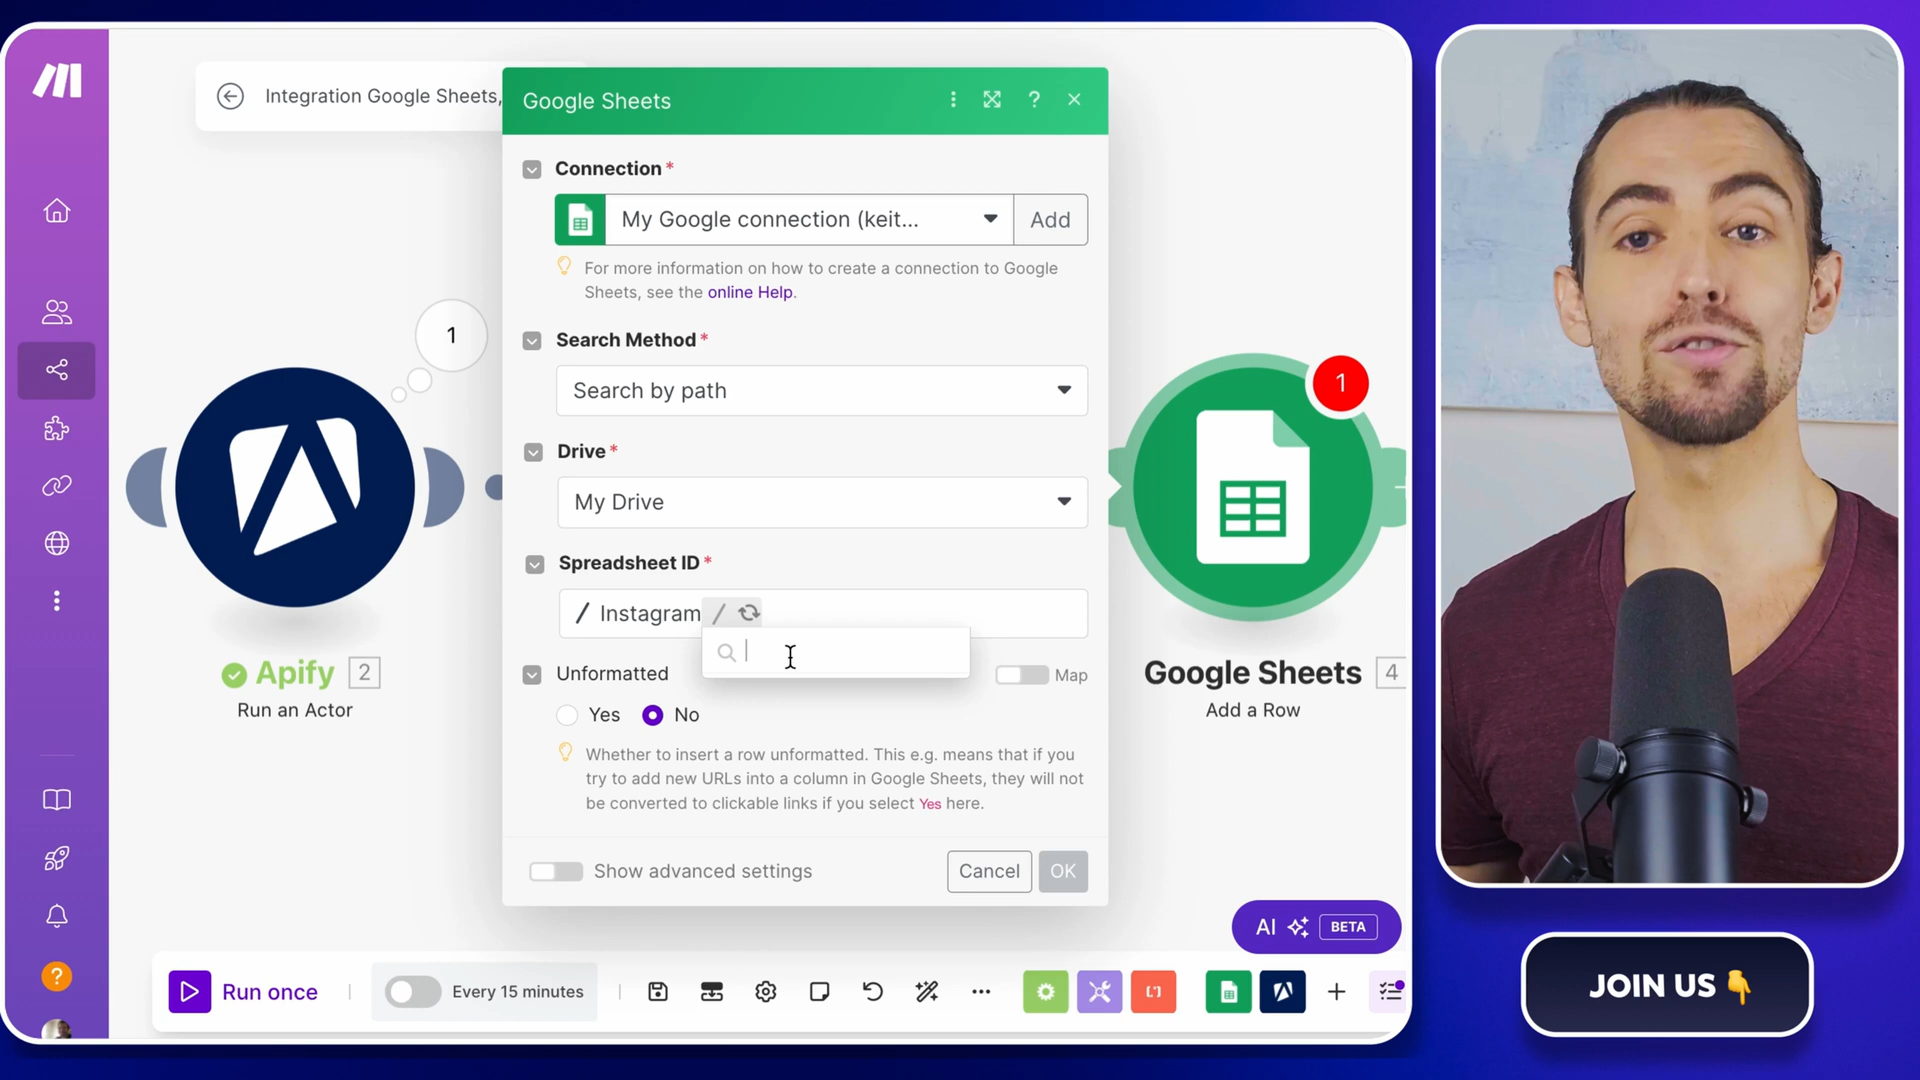 Integration Google Sheets,
Google Sheets
?
Connection *
My Google connection (keit...
Add
For more information on how to create a connection to Google
Sheets, see the online Help.
Search Method *
Search by path
Drive *
My Drive
Spreadsheet ID *
/ Instagram /
Unformatted
Map
Yes
No
Whether to insert a row unformatted. This e.g. means that if you
try to add new URLs into a column in Google Sheets, they will not
be converted to clickable links if you select Yes here.
Show advanced settings
Cancel
OK
1
Apify 2
Run an Actor
1
Google Sheets 4
Add a Row
AI BETA
?
Run once
Every 15 minutes
JOIN US 👇